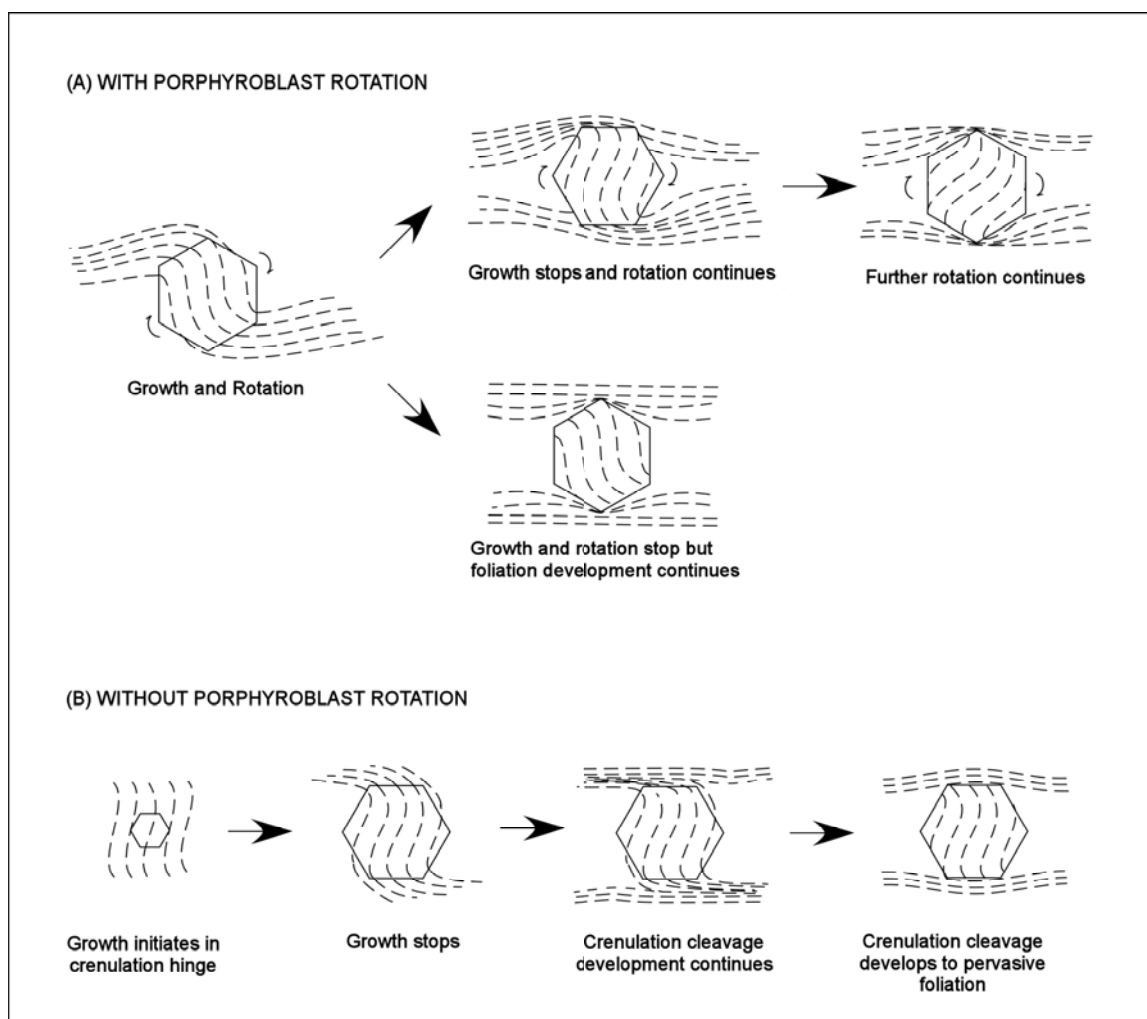 (A) WITH PORPHYROBLAST ROTATION
Growth and Rotation
Growth stops and rotation continues
Further rotation continues
Growth and rotation stop but
foliation development continues
(B) WITHOUT PORPHYROBLAST ROTATION
Growth initiates in
crenulation hinge
Growth stops
Crenulation cleavage
development continues
Crenulation cleavage
develops to pervasive
foliation